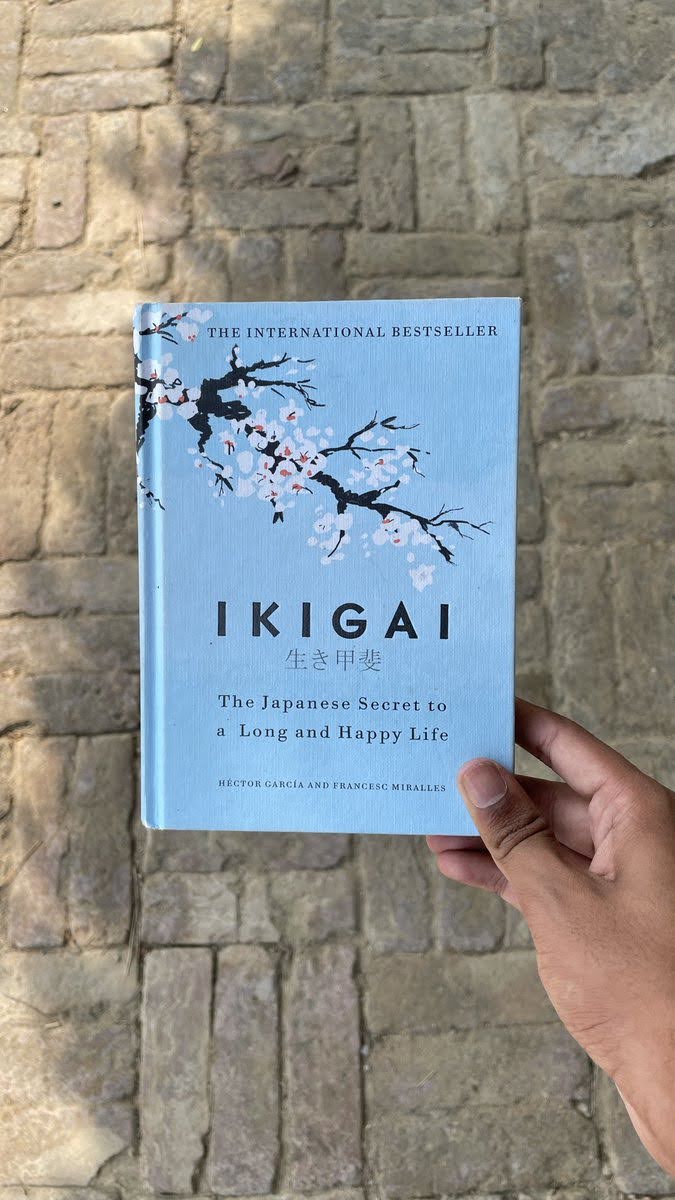 THE INTERNATIONAL BESTSELLER
IKIGAI
生き甲斐
The Japanese Secret to
a Long and Happy Life
HÉCTOR GARCÍA AND FRANCESC MIRALLES